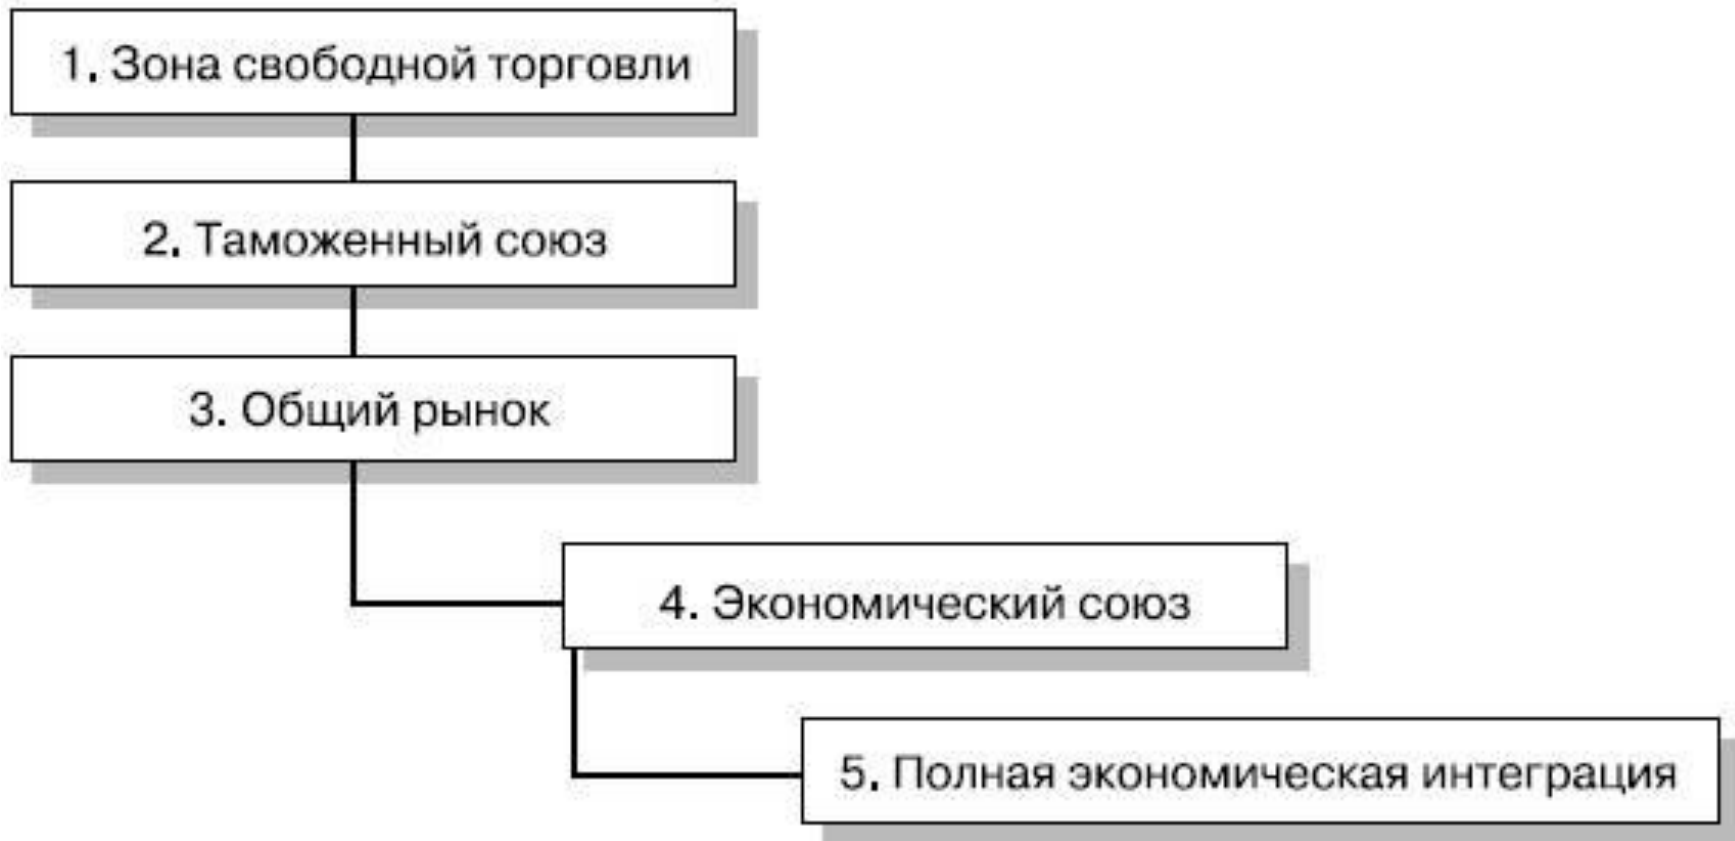 1. Зона свободной торговли
2. Таможенный союз
3. Общий рынок
4. Экономический союз
5. Полная экономическая интеграция